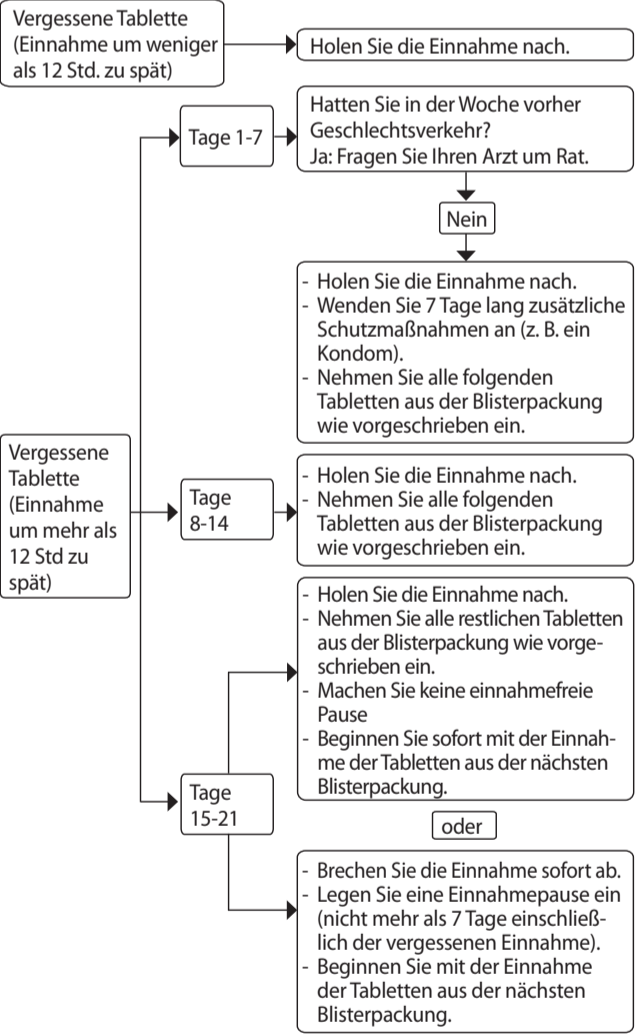 Vergessene Tablette
(Einnahme um weniger
als 12 Std. zu spät)
Holen Sie die Einnahme nach.
Tage 1-7
Hatten Sie in der Woche vorher
Geschlechtsverkehr?
Ja: Fragen Sie Ihren Arzt um Rat.
Nein
- Holen Sie die Einnahme nach.
- Wenden Sie 7 Tage lang zusätzliche
Schutzmaßnahmen an (z. B. ein
Kondom).
- Nehmen Sie alle folgenden
Tabletten aus der Blisterpackung
wie vorgeschrieben ein.
Vergessene
Tablette
(Einnahme
um mehr als
12 Std zu
spät)
Tage
8-14
- Holen Sie die Einnahme nach.
- Nehmen Sie alle folgenden
Tabletten aus der Blisterpackung
wie vorgeschrieben ein.
Tage
15-21
- Holen Sie die Einnahme nach.
- Nehmen Sie alle restlichen Tabletten
aus der Blisterpackung wie vorge-
schrieben ein.
- Machen Sie keine einnahmefreie
Pause
- Beginnen Sie sofort mit der Einnah-
me der Tabletten aus der nächsten
Blisterpackung.
oder
- Brechen Sie die Einnahme sofort ab.
- Legen Sie eine Einnahmepause ein
(nicht mehr als 7 Tage einschließ-
lich der vergessenen Einnahme).
- Beginnen Sie mit der Einnahme
der Tabletten aus der nächsten
Blisterpackung.